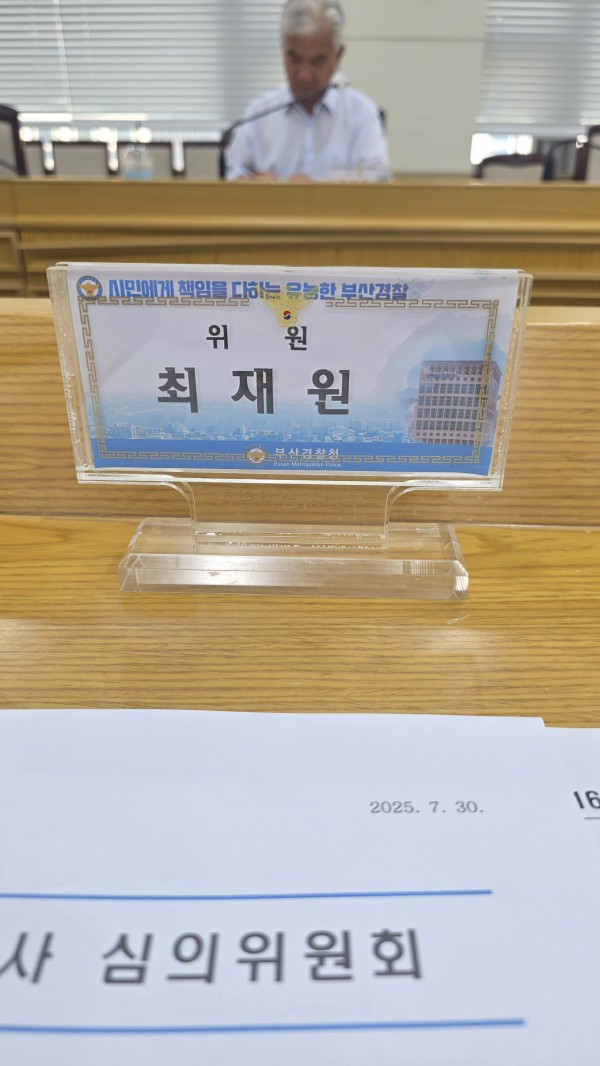 시민에게 책임을 다하는 유능한 부산경찰
위 원
최 재 원
부산경찰청
Busan Metropolitan Police
2025. 7. 30.
16
사 심의위원회